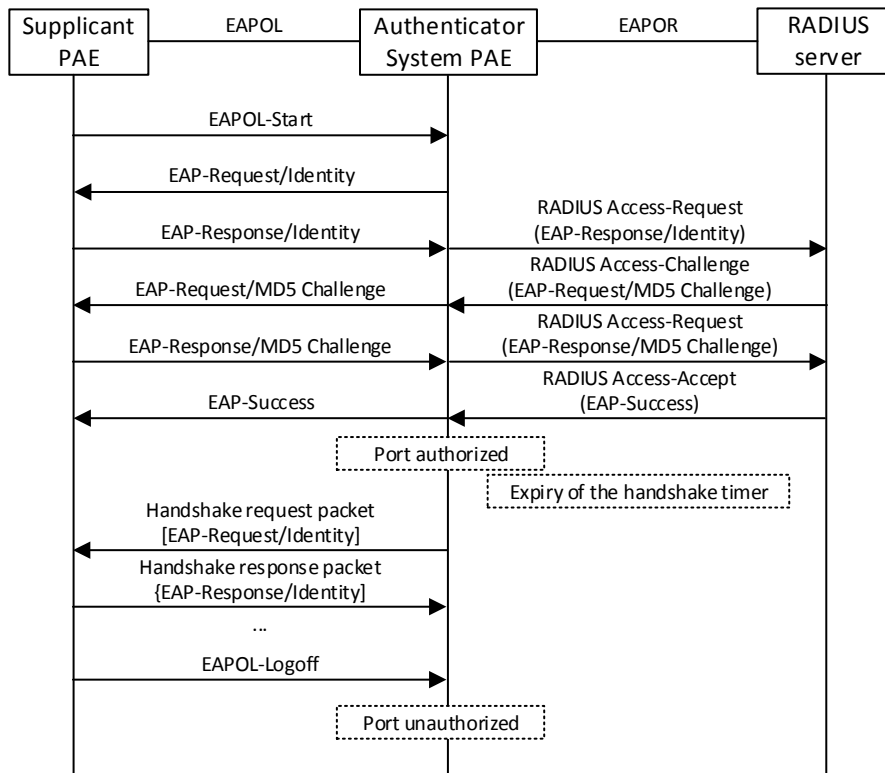 Supplicant
PAE
EAPOL
Authenticator
System PAE
EAPOR
RADIUS
server
EAPOL-Start
EAP-Request/Identity
EAP-Response/Identity
RADIUS Access-Request
(EAP-Response/Identity)
EAP-Request/MD5 Challenge
RADIUS Access-Challenge
(EAP-Request/MD5 Challenge)
EAP-Response/MD5 Challenge
RADIUS Access-Request
(EAP-Response/MD5 Challenge)
EAP-Success
RADIUS Access-Accept
(EAP-Success)
Port authorized
Expiry of the handshake timer
Handshake request packet
[EAP-Request/Identity]
Handshake response packet
{EAP-Response/Identity]
...
EAPOL-Logoff
Port unauthorized